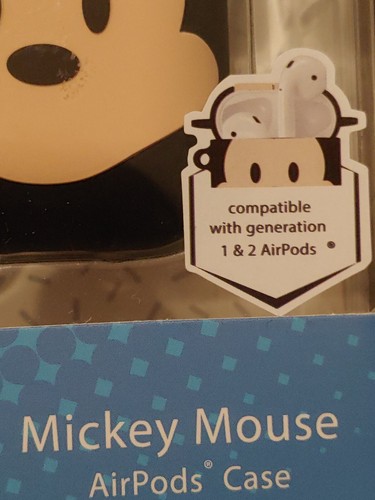 compatible
with generation
1 & 2 AirPods ®
Mickey Mouse
AirPods® Case